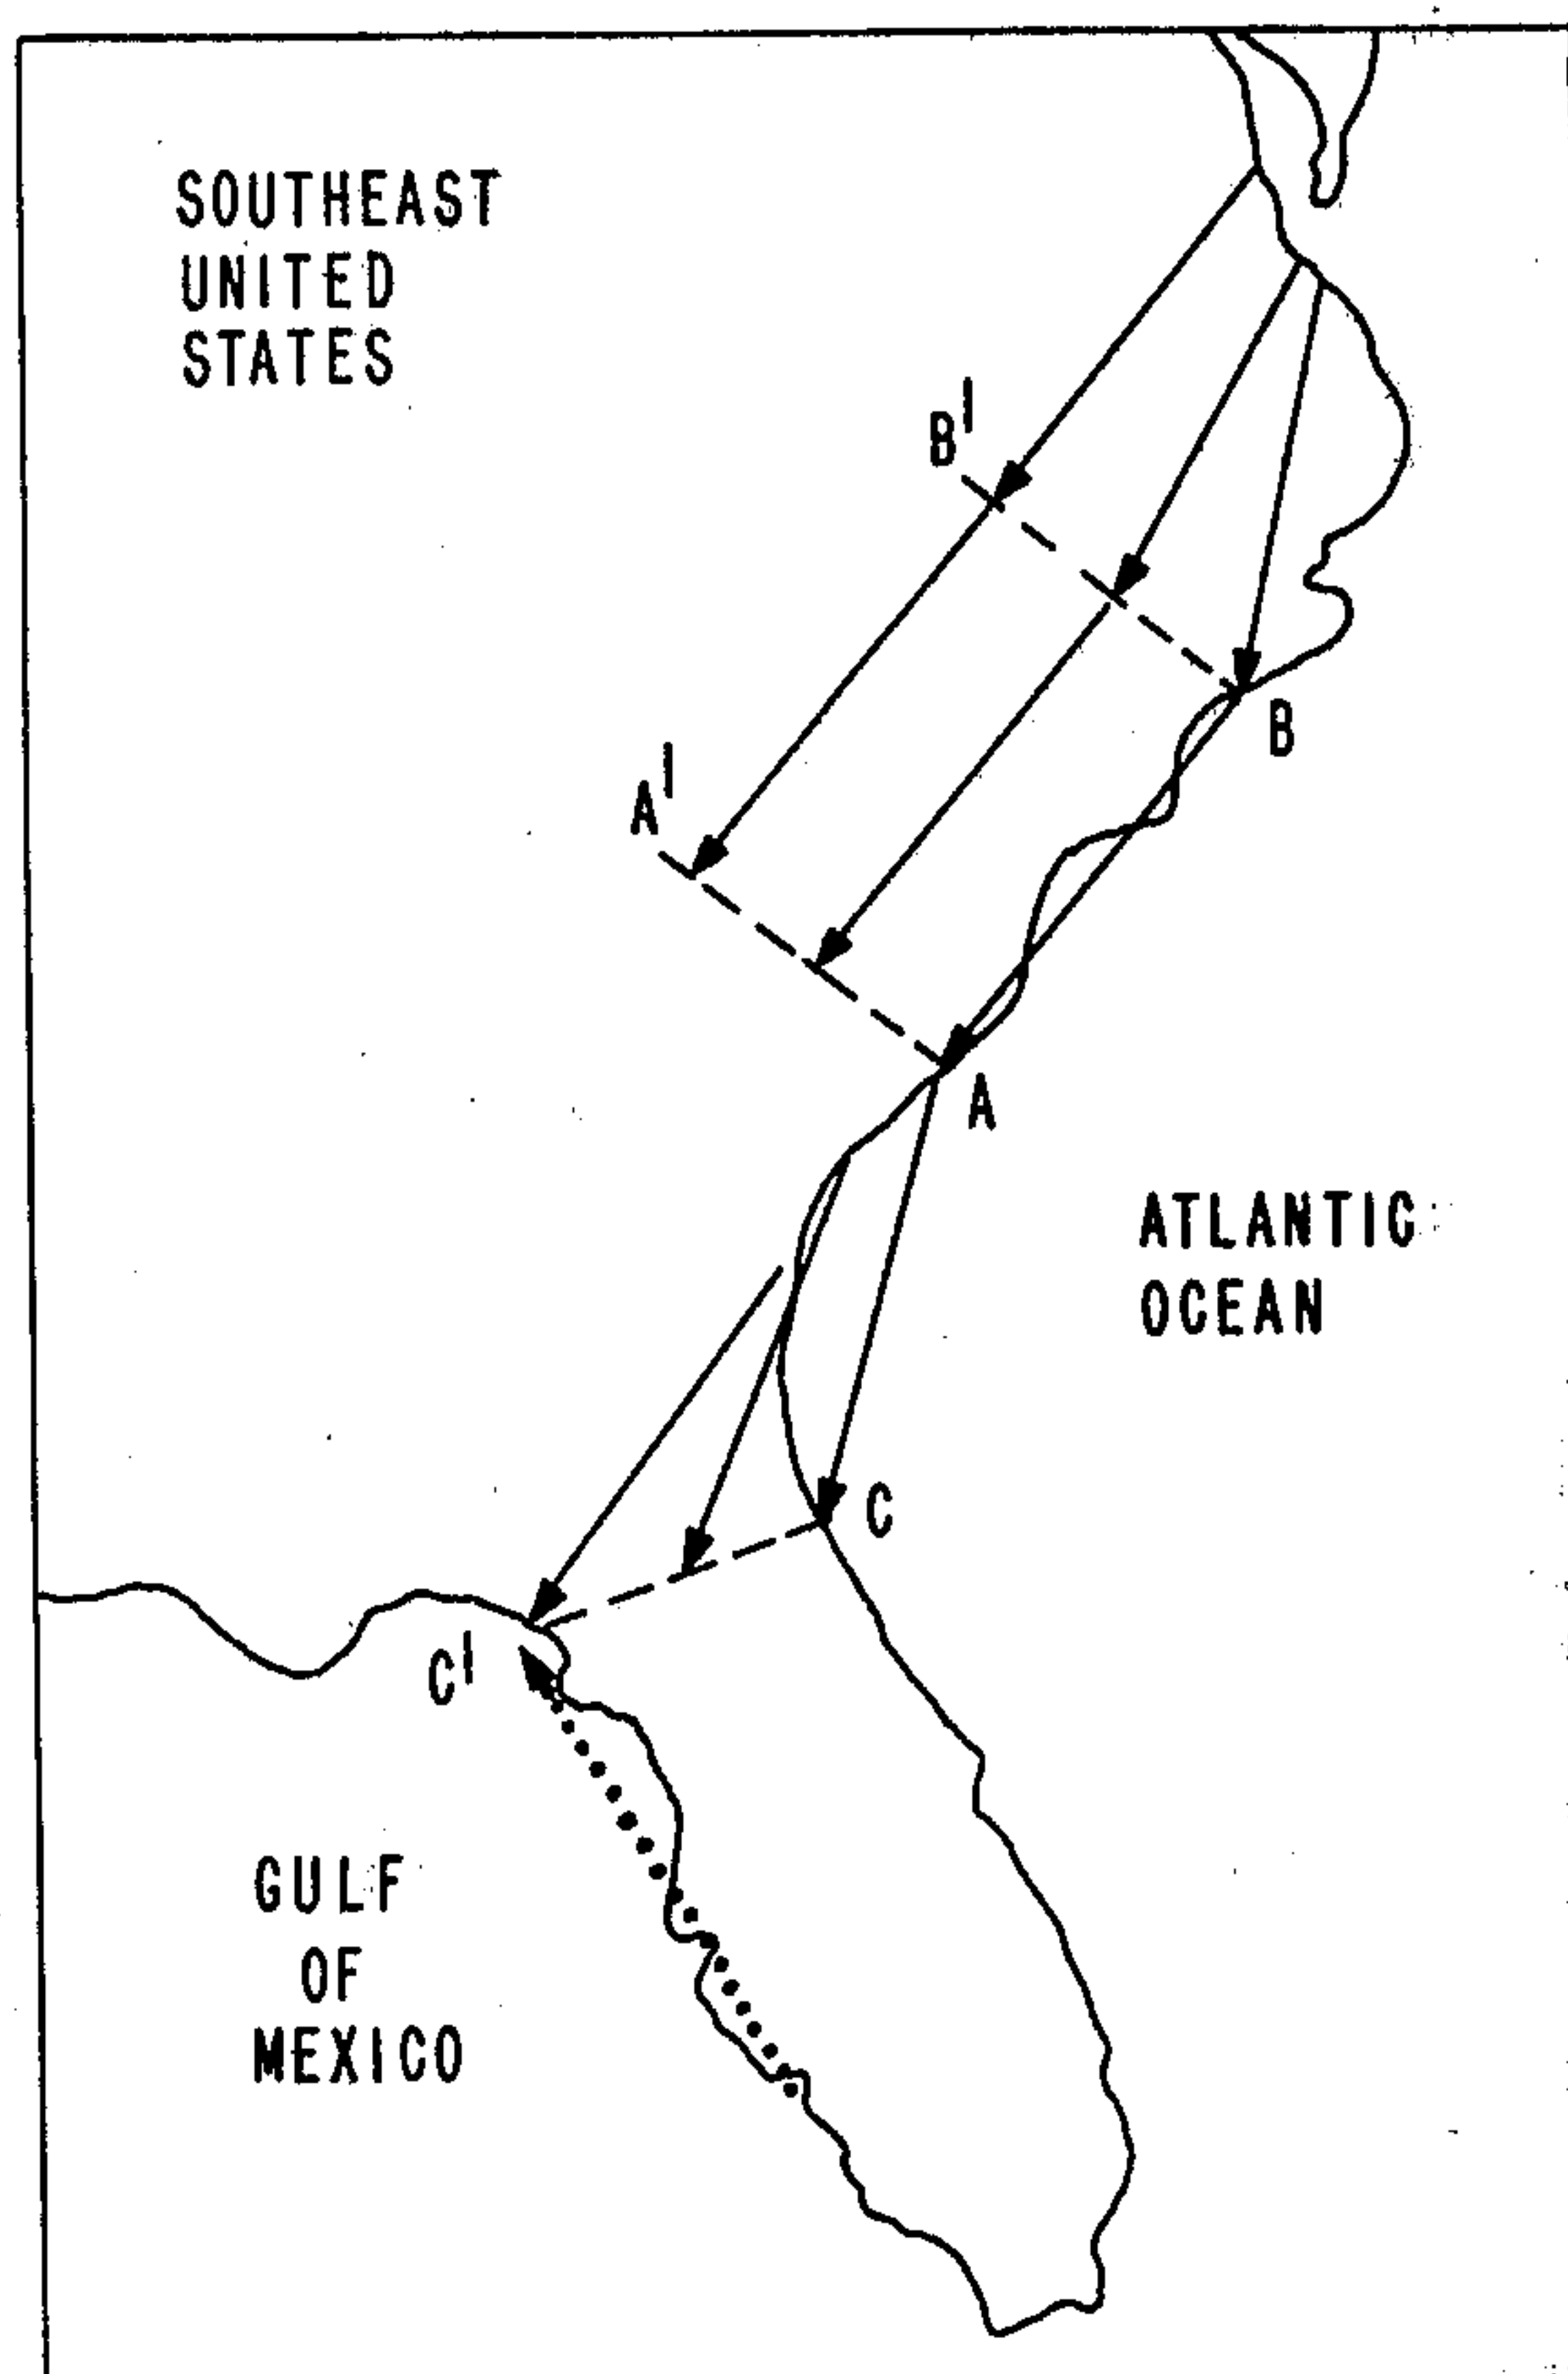 SOUTHEAST
UNITED
STATES
B'
A'
B
A
ATLANTIC
OCEAN
C
C'
GULF
OF
MEXICO